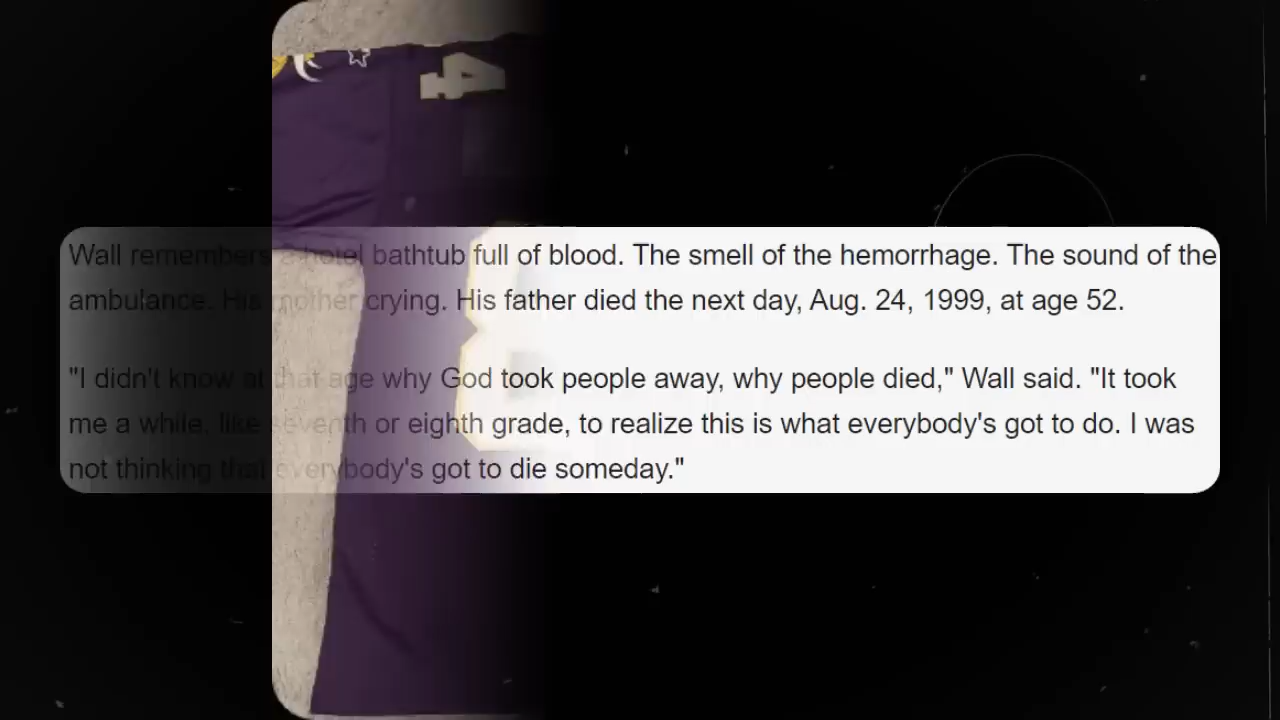 4
Wall remembers a hotel bathtub full of blood. The smell of the hemorrhage. The sound of the
ambulance. His mother crying. His father died the next day, Aug. 24, 1999, at age 52.
"I didn't know at that age why God took people away, why people died," Wall said. "It took
me a while, like seventh or eighth grade, to realize this is what everybody's got to do. I was
not thinking that everybody's got to die someday."